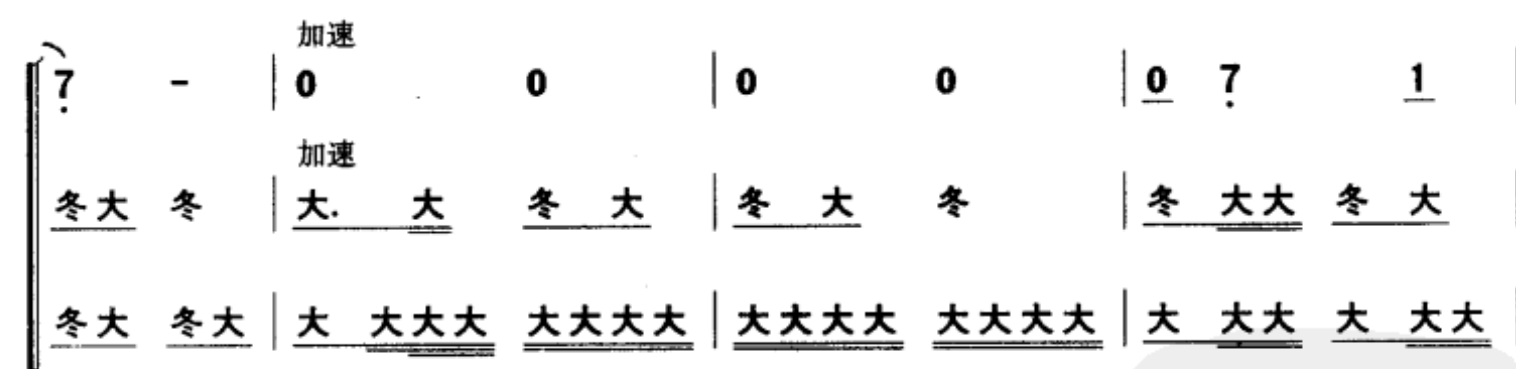 加速
7 - | 0 0 | 0 0 | 0 7 1
加速
冬大 冬 | 大. 大 冬 大 | 冬 大 冬 | 冬 大大 冬 大
冬大 冬大 | 大 大大大 大大大大 | 大大大大 大大大大 | 大 大大 大 大大